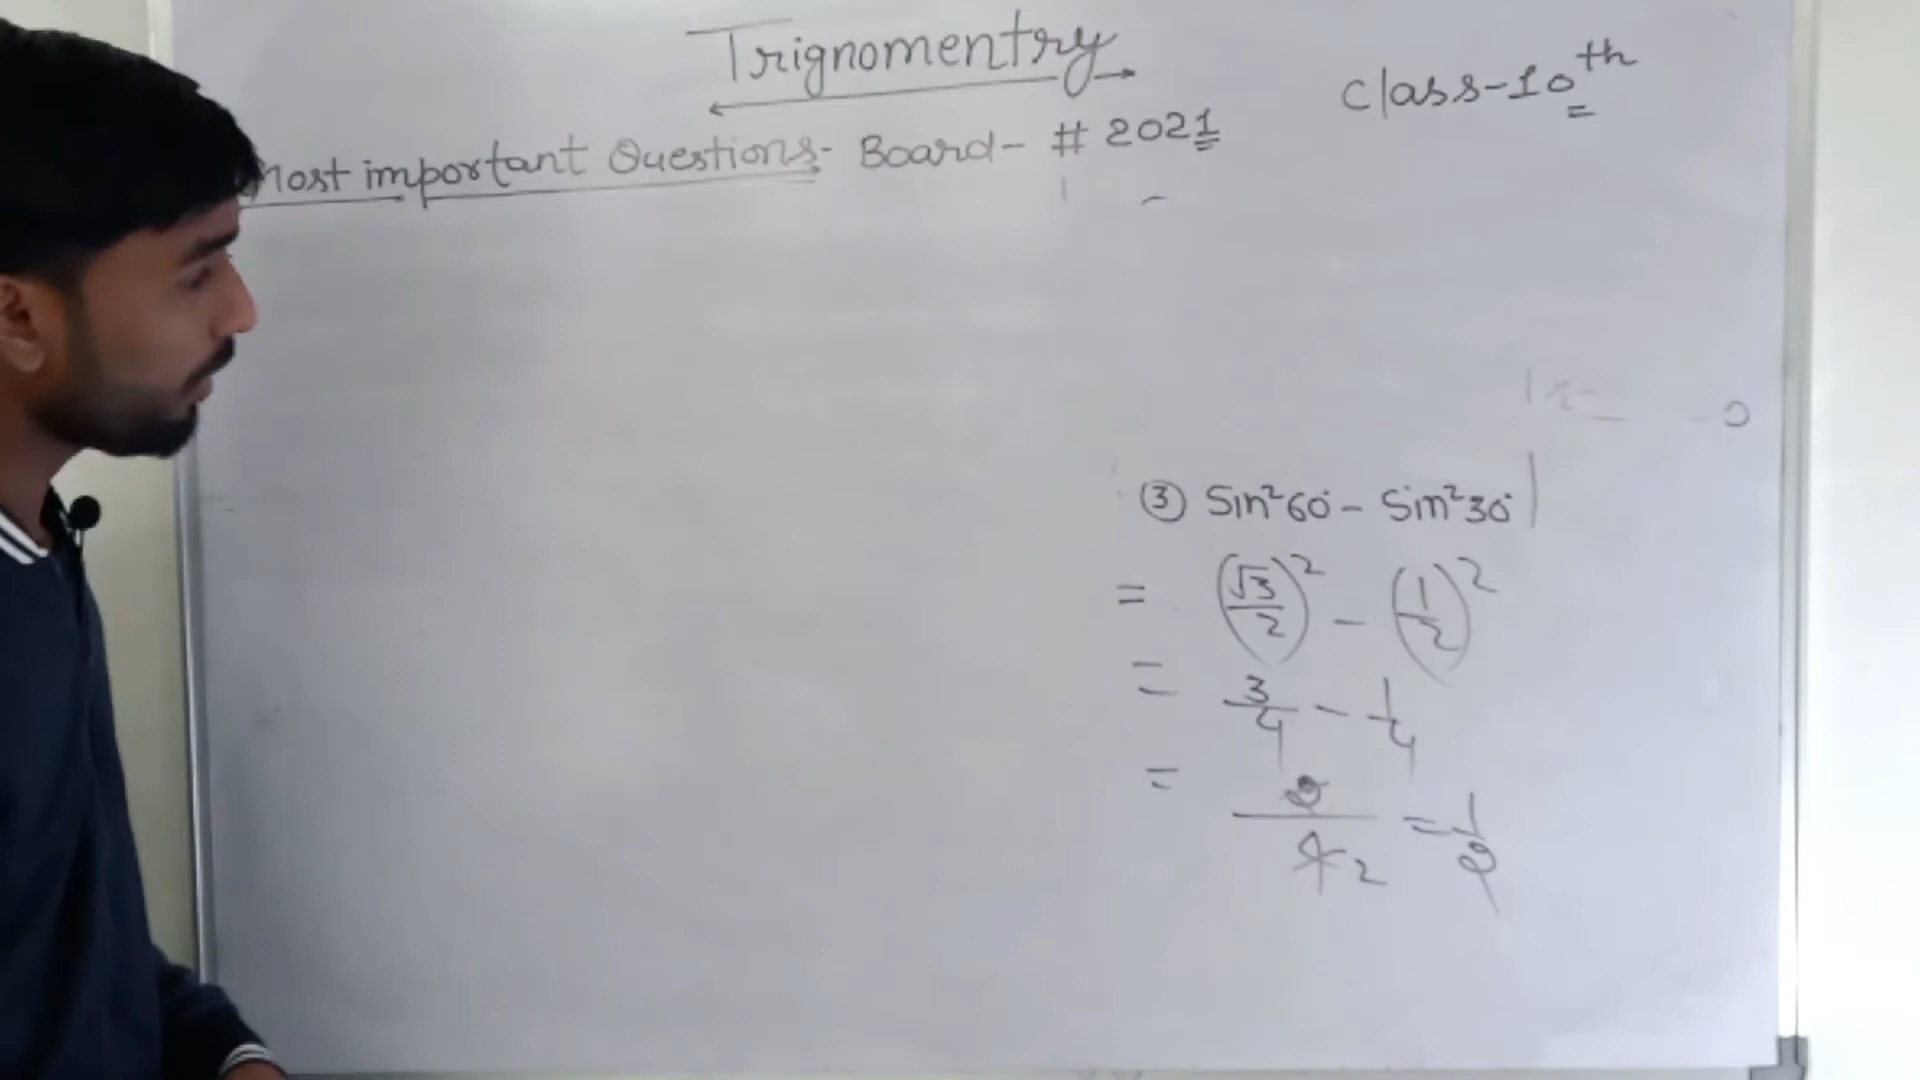 Trignomentry
Class-10th
Most important Questions- Board- # 2021
③ Sin²60° - Sin²30°
= (√3/2)² - (1/2)²
= 3/4 - 1/4
= 2/4 2 = 1/2